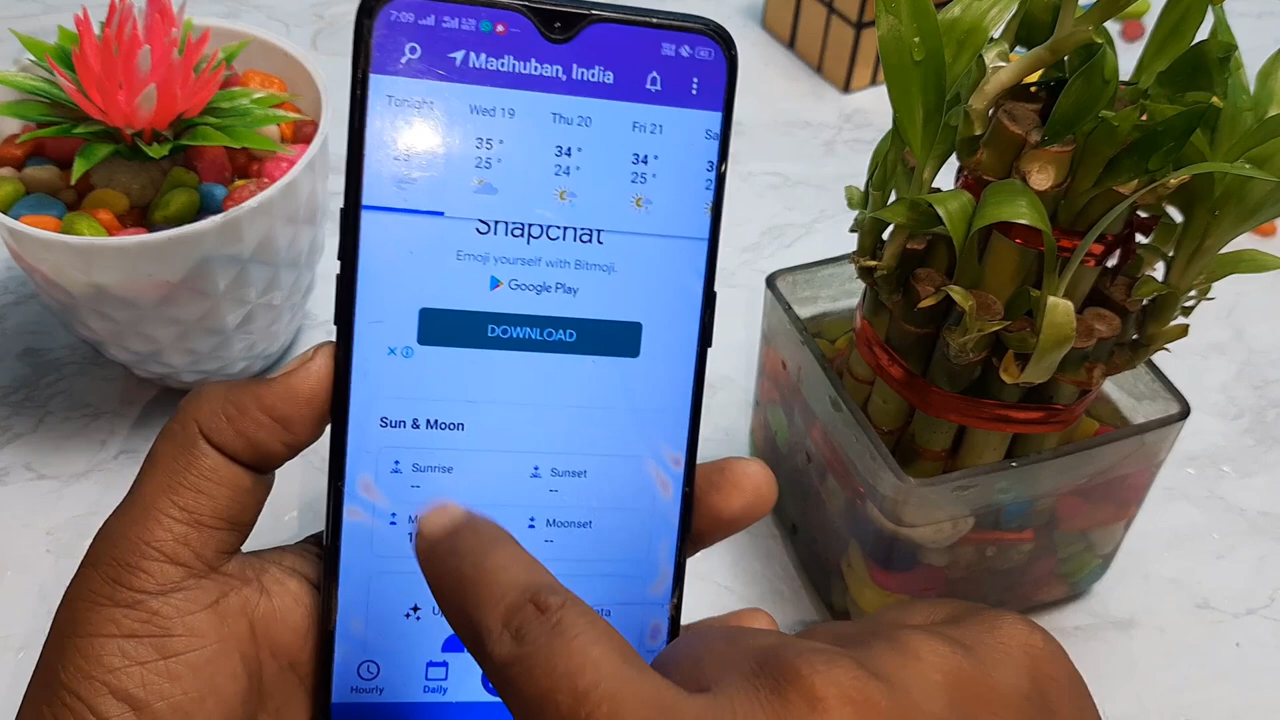 7:09
Madhuban, India
Tonight Wed 19 Thu 20 Fri 21
35° 34° 34°
25° 24° 25°
Snapchat
Emoji yourself with Bitmoji.
Google Play
DOWNLOAD
Sun & Moon
Sunrise Sunset
-- --
Moonset
--
Hourly Daily